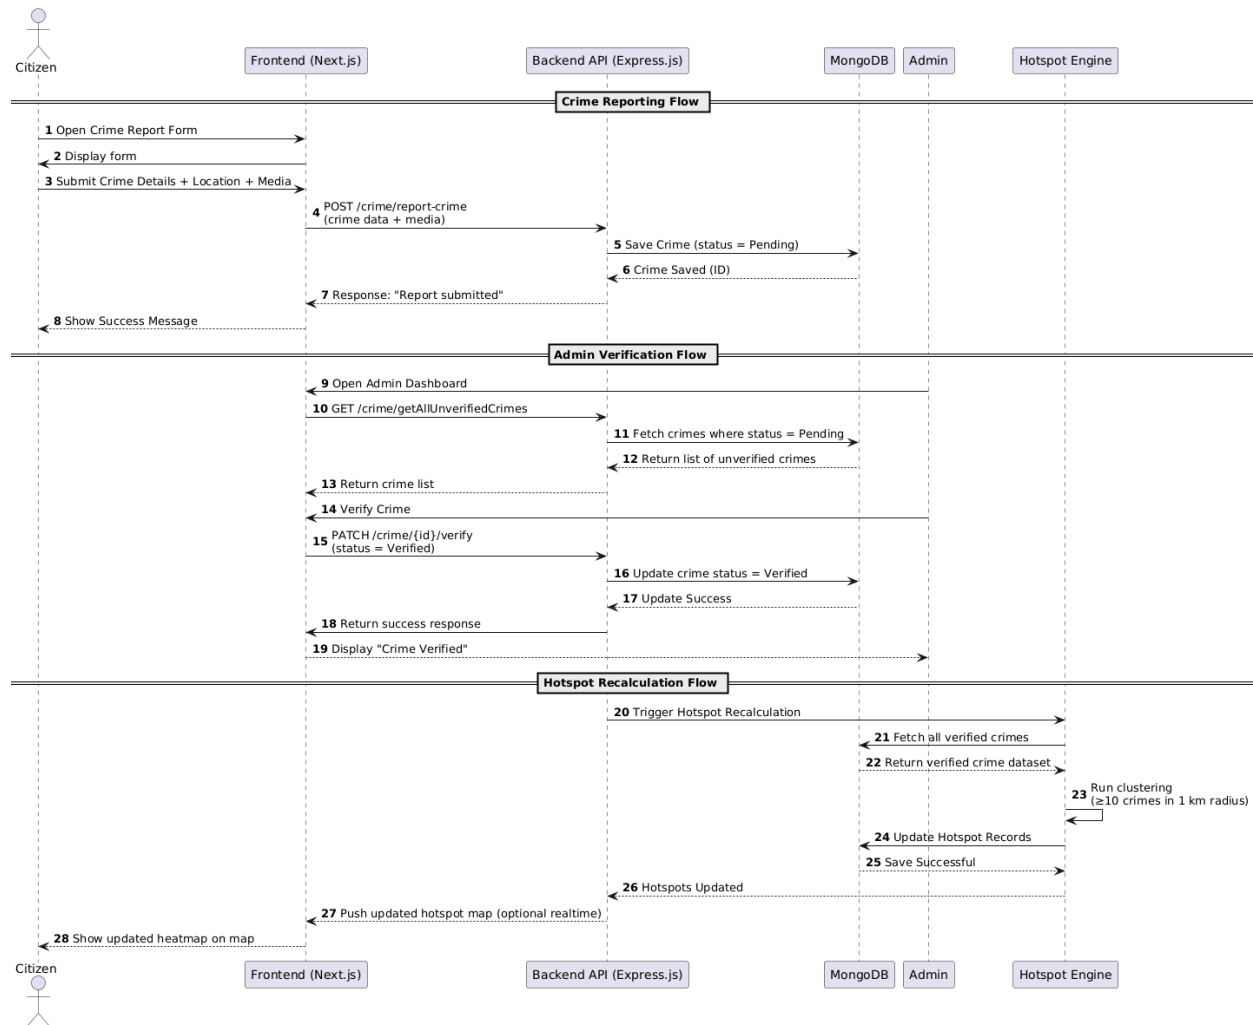 Citizen
Frontend (Next.js)
Backend API (Express.js)
MongoDB
Admin
Hotspot Engine
Crime Reporting Flow
1 Open Crime Report Form
2 Display form
3 Submit Crime Details + Location + Media
4 POST /crime/report-crime
(crime data + media)
5 Save Crime (status = Pending)
6 Crime Saved (ID)
7 Response: "Report submitted"
8 Show Success Message
Admin Verification Flow
9 Open Admin Dashboard
10 GET /crime/getAllUnverifiedCrimes
11 Fetch crimes where status = Pending
12 Return list of unverified crimes
13 Return crime list
14 Verify Crime
15 PATCH /crime/{id}/verify
(status = Verified)
16 Update crime status = Verified
17 Update Success
18 Return success response
19 Display "Crime Verified"
Hotspot Recalculation Flow
20 Trigger Hotspot Recalculation
21 Fetch all verified crimes
22 Return verified crime dataset
23 Run clustering
(≥10 crimes in 1 km radius)
24 Update Hotspot Records
25 Save Successful
26 Hotspots Updated
27 Push updated hotspot map (optional realtime)
28 Show updated heatmap on map
Citizen
Frontend (Next.js)
Backend API (Express.js)
MongoDB
Admin
Hotspot Engine